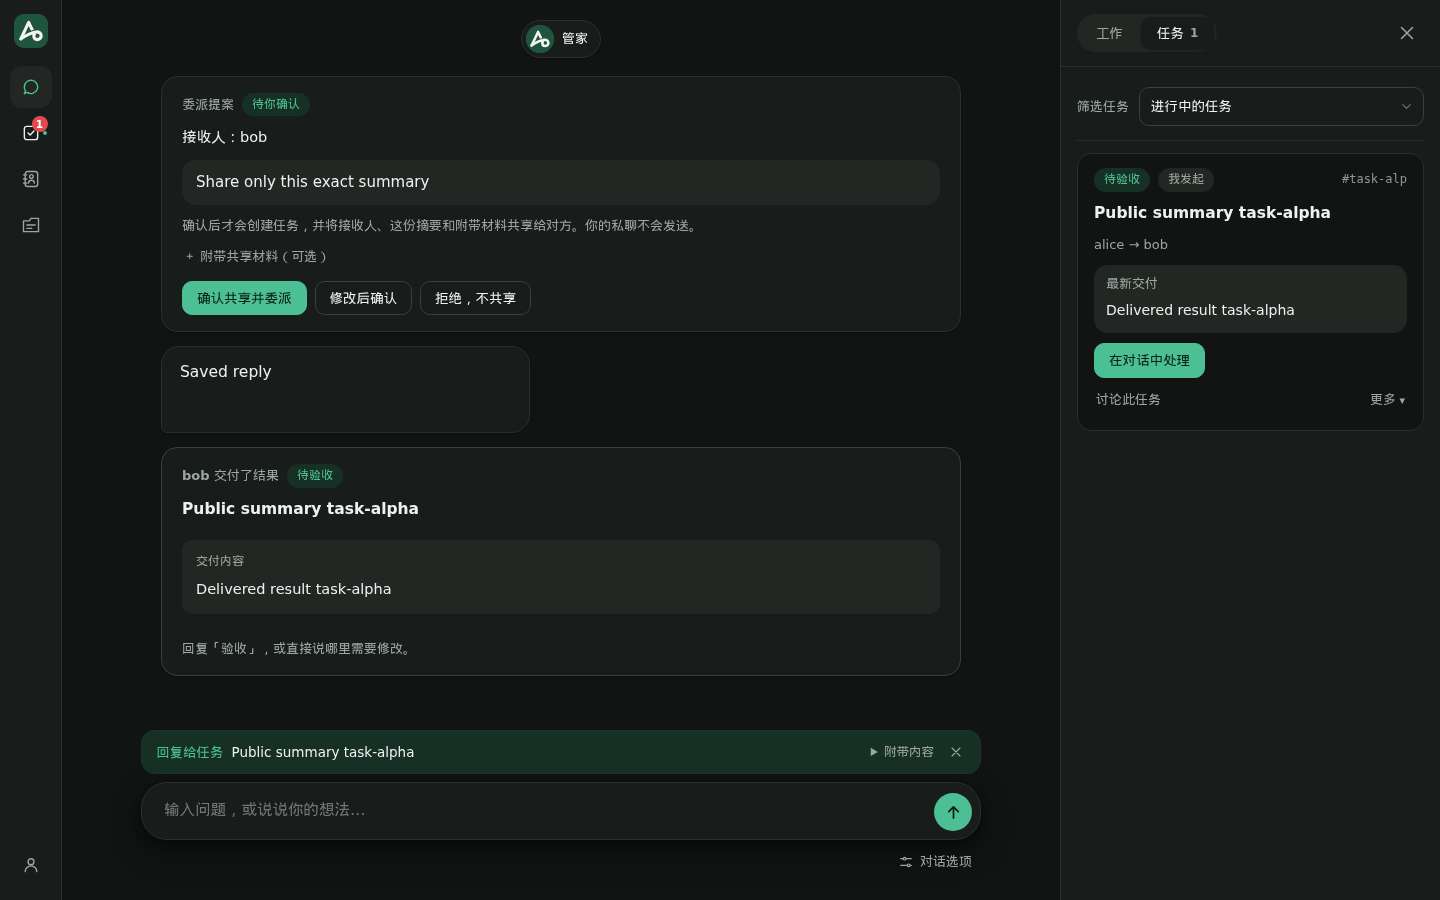 管家
委派提案 待你确认
接收人：bob
Share only this exact summary
确认后才会创建任务，并将接收人、这份摘要和附带材料共享给对方。你的私聊不会发送。
+ 附带共享材料（可选）
确认共享并委派 修改后确认 拒绝，不共享
Saved reply
bob 交付了结果 待验收
Public summary task-alpha
交付内容
Delivered result task-alpha
回复「验收」，或直接说哪里需要修改。
回复给任务 Public summary task-alpha ▶ 附带内容
输入问题，或说说你的想法...
对话选项
1
工作 任务 1
筛选任务 进行中的任务
待验收 我发起 #task-alp
Public summary task-alpha
alice → bob
最新交付
Delivered result task-alpha
在对话中处理
讨论此任务 更多 ▾